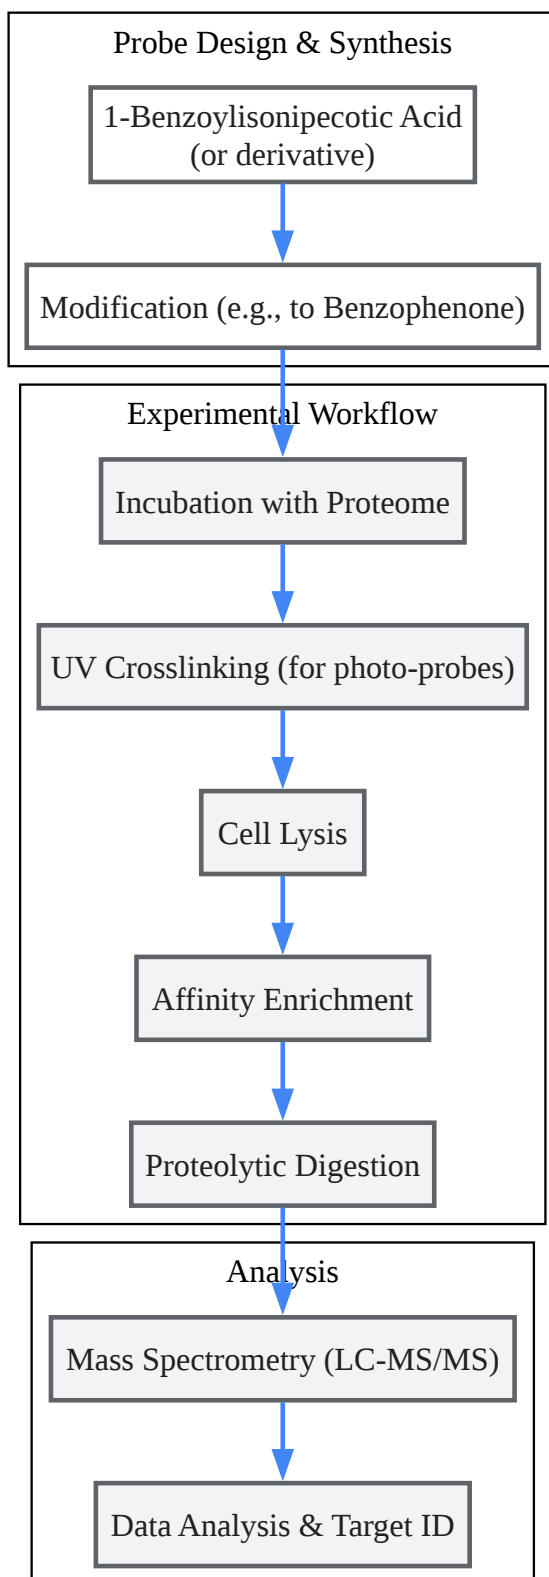 Probe Design & Synthesis
1-Benzoylisonipecotic Acid
(or derivative)
Modification (e.g., to Benzophenone)
Experimental Workflow
Incubation with Proteome
UV Crosslinking (for photo-probes)
Cell Lysis
Affinity Enrichment
Proteolytic Digestion
Analysis
Mass Spectrometry (LC-MS/MS)
Data Analysis & Target ID